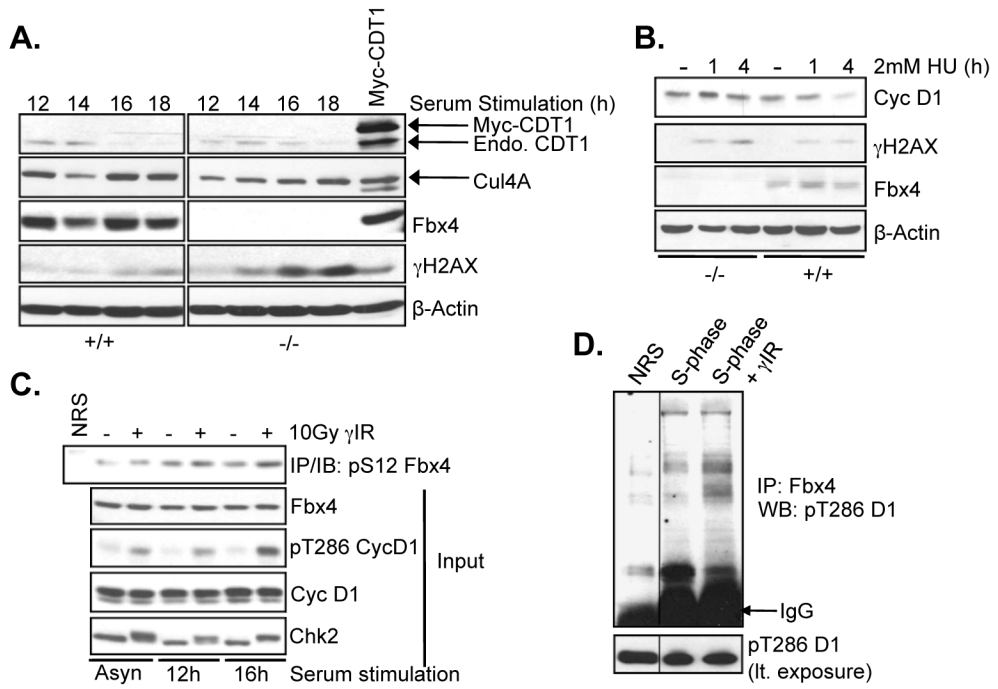 A.
Myc-CDT1
12 14 16 18 12 14 16 18 Serum Stimulation (h)
Myc-CDT1
Endo. CDT1
Cul4A
Fbx4
γH2AX
β-Actin
+/+ -/-
B.
- 1 4 - 1 4 2mM HU (h)
Cyc D1
γH2AX
Fbx4
β-Actin
-/- +/+
C.
NRS
- + - + - + 10Gy γIR
IP/IB: pS12 Fbx4
Fbx4
pT286 CycD1
Input
Cyc D1
Chk2
Asyn 12h 16h Serum stimulation
D.
NRS
S-phase
S-phase
+ γIR
IP: Fbx4
WB: pT286 D1
IgG
pT286 D1
(lt. exposure)